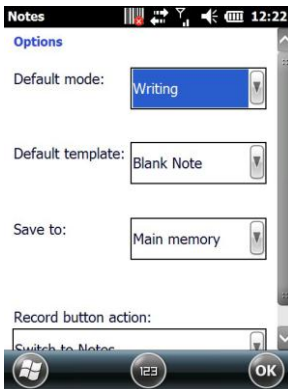 Notes 12:22
Options
Default mode: Writing
Default template: Blank Note
Save to: Main memory
Record button action:
Switch to Notes
123 OK